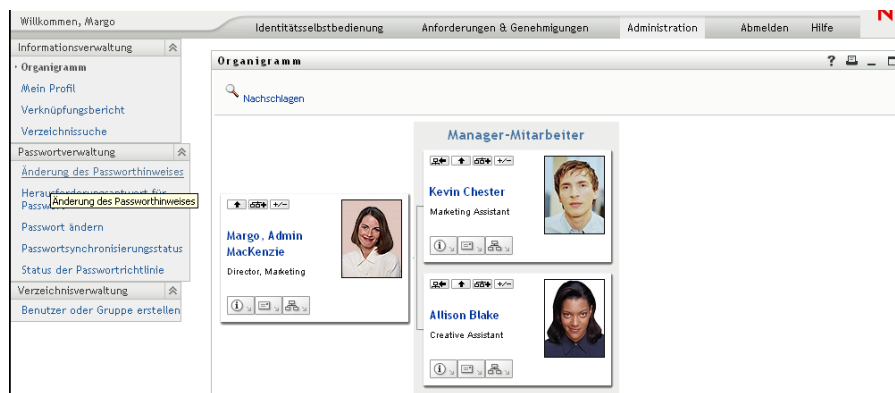 Willkommen, Margo
Identitätsselbstbedienung
Anforderungen & Genehmigungen
Administration
Abmelden
Hilfe
N
Informationsverwaltung
Organigramm
Mein Profil
Verknüpfungsbericht
Verzeichnissuche
Passwortverwaltung
Änderung des Passworthinweises
Änderung des Passworthinweises
Passwort ändern
Passwortsynchronisierungsstatus
Status der Passwortrichtlinie
Verzeichnisverwaltung
Benutzer oder Gruppe erstellen
Organigramm
Nachschlagen
Margo, Admin
MacKenzie
Director, Marketing
Manager-Mitarbeiter
Kevin Chester
Marketing Assistant
Allison Blake
Creative Assistant